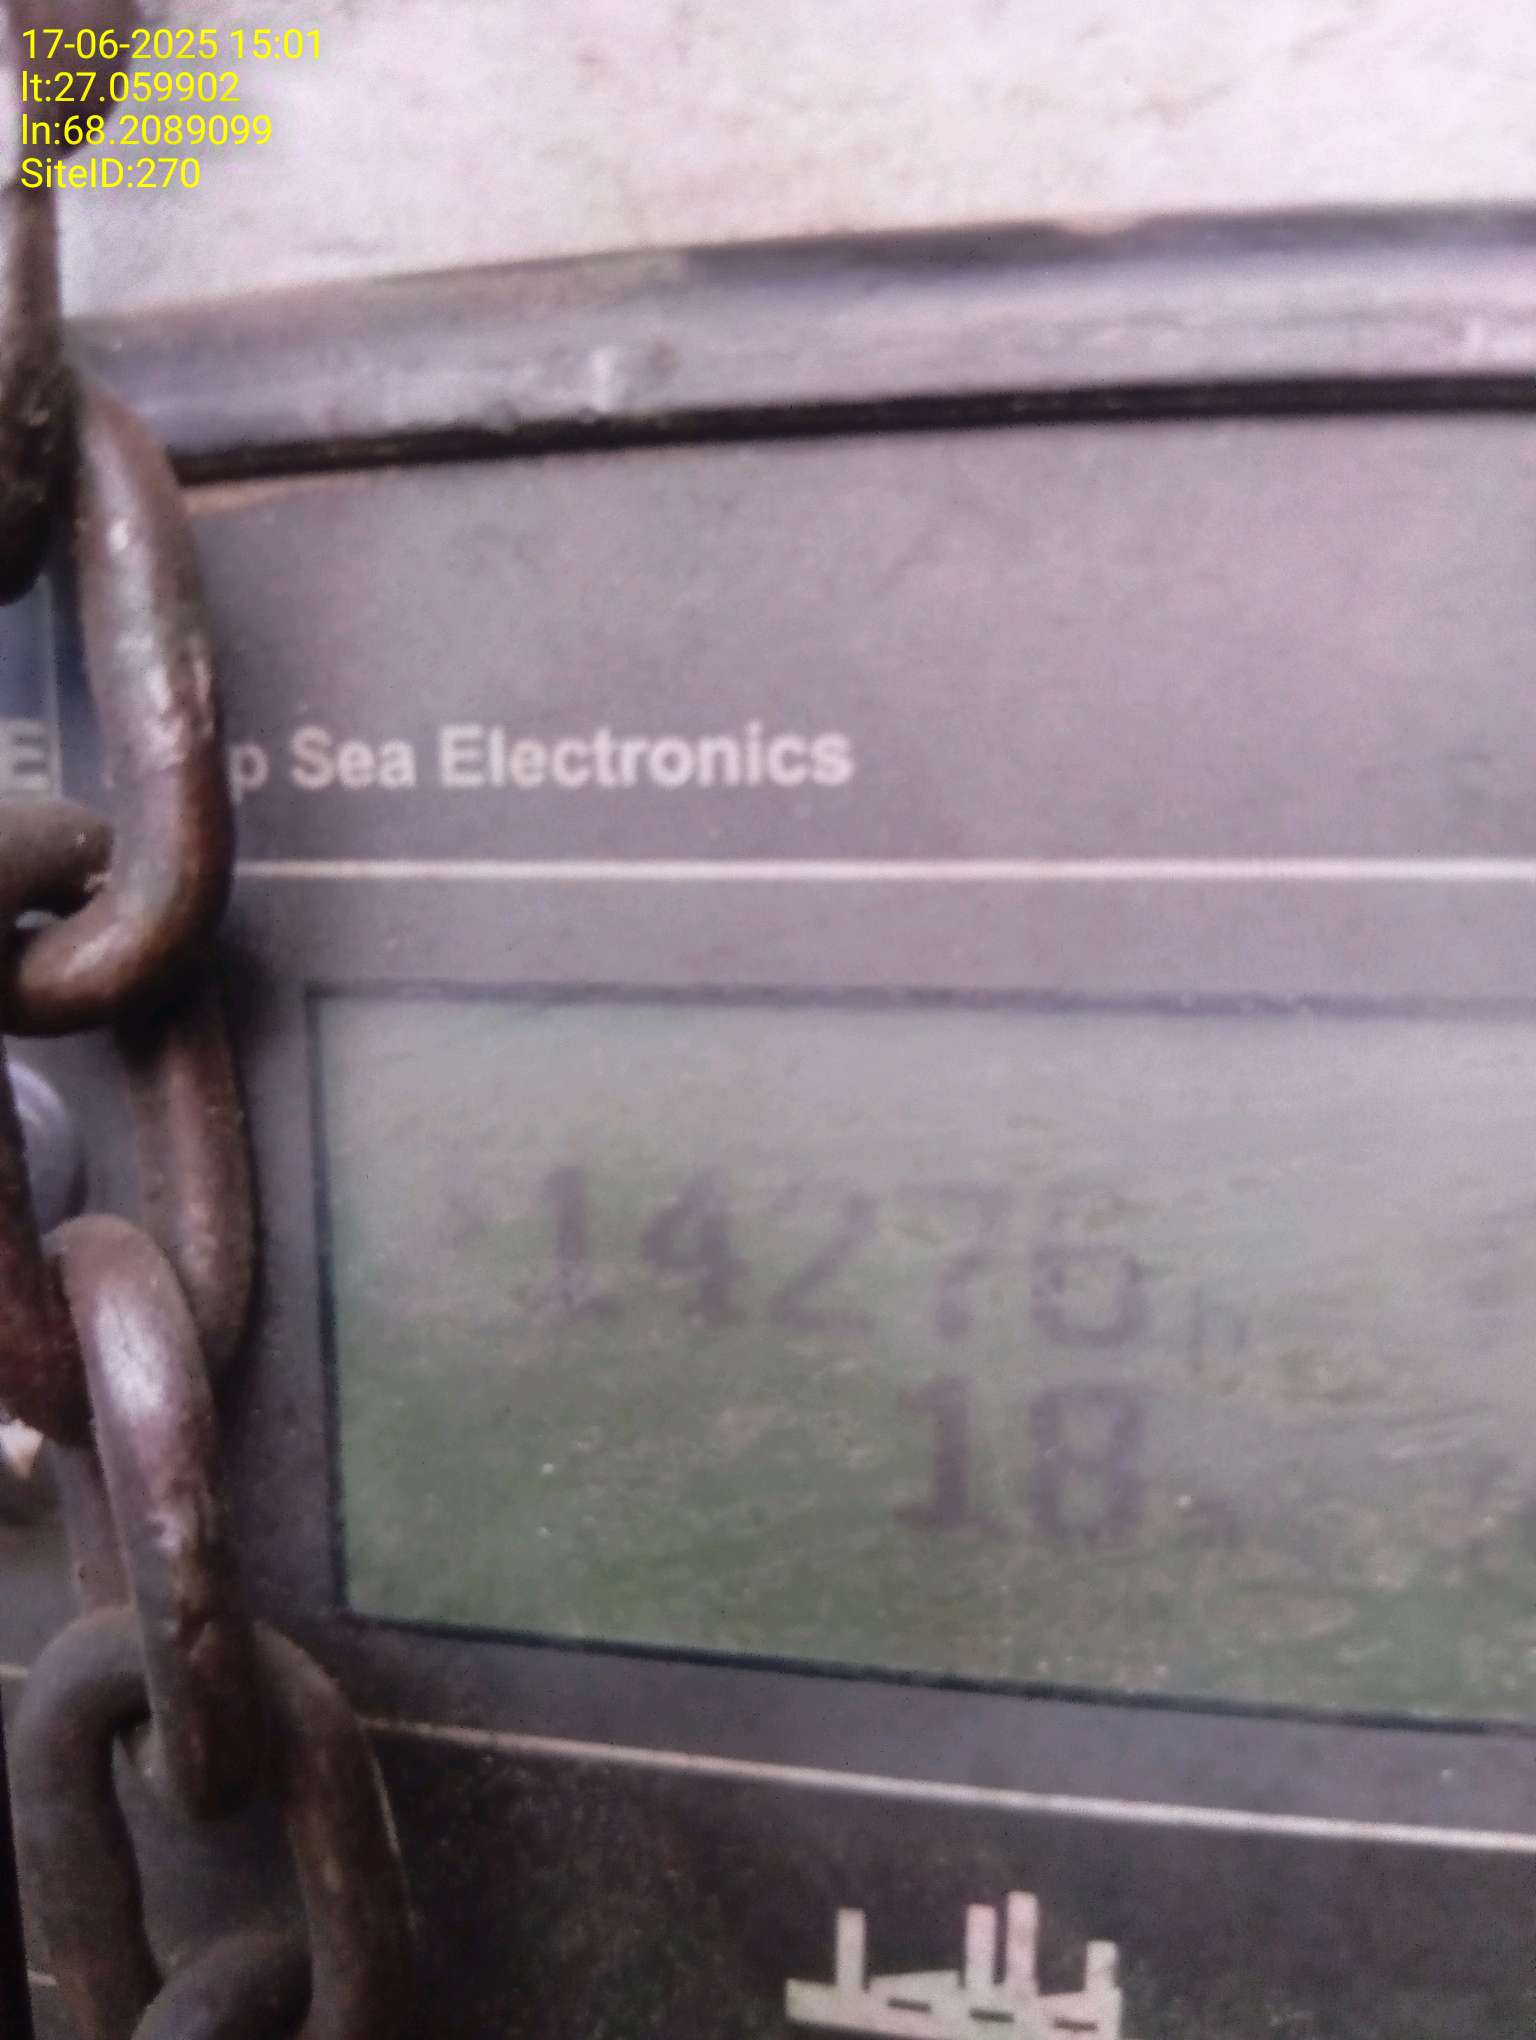 17-06-2025 15:01
lt:27.059902
ln:68.2089099
SiteID:270
E
p Sea Electronics
14276 h
18